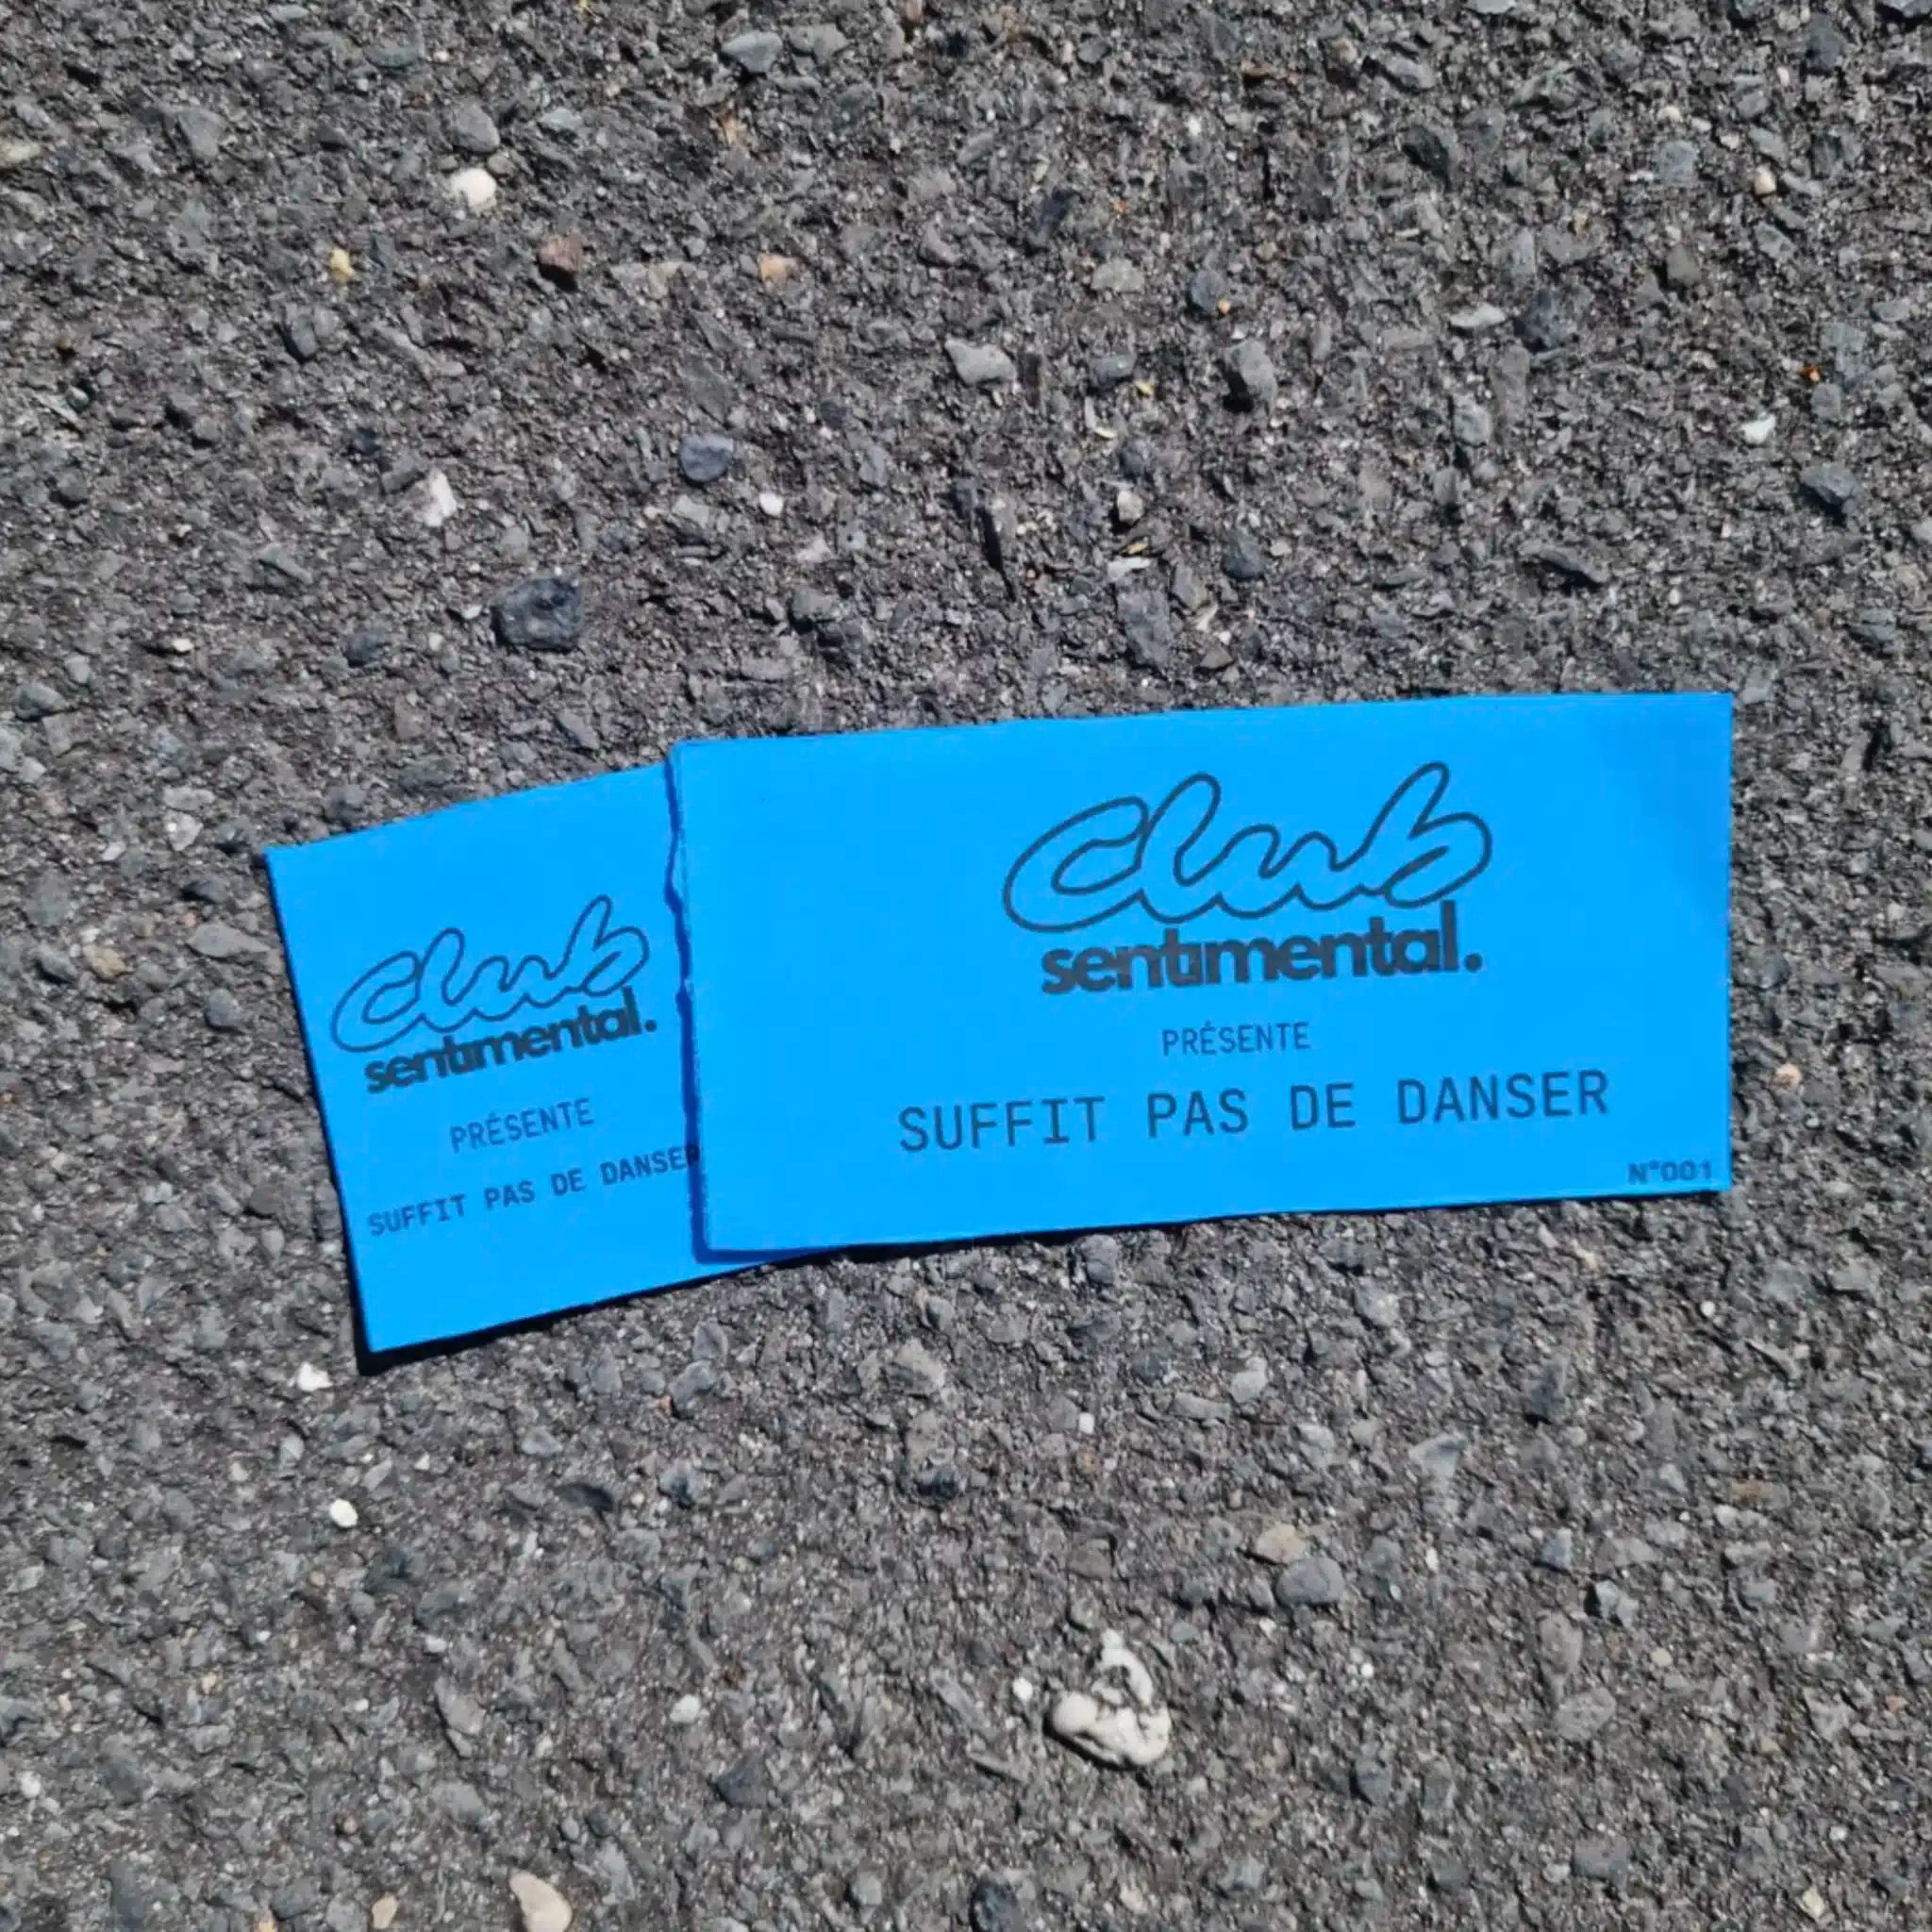 Club
sentimental.
PRÉSENTE
SUFFIT PAS DE DANSER
Club
sentimental.
PRÉSENTE
SUFFIT PAS DE DANSER
N°001